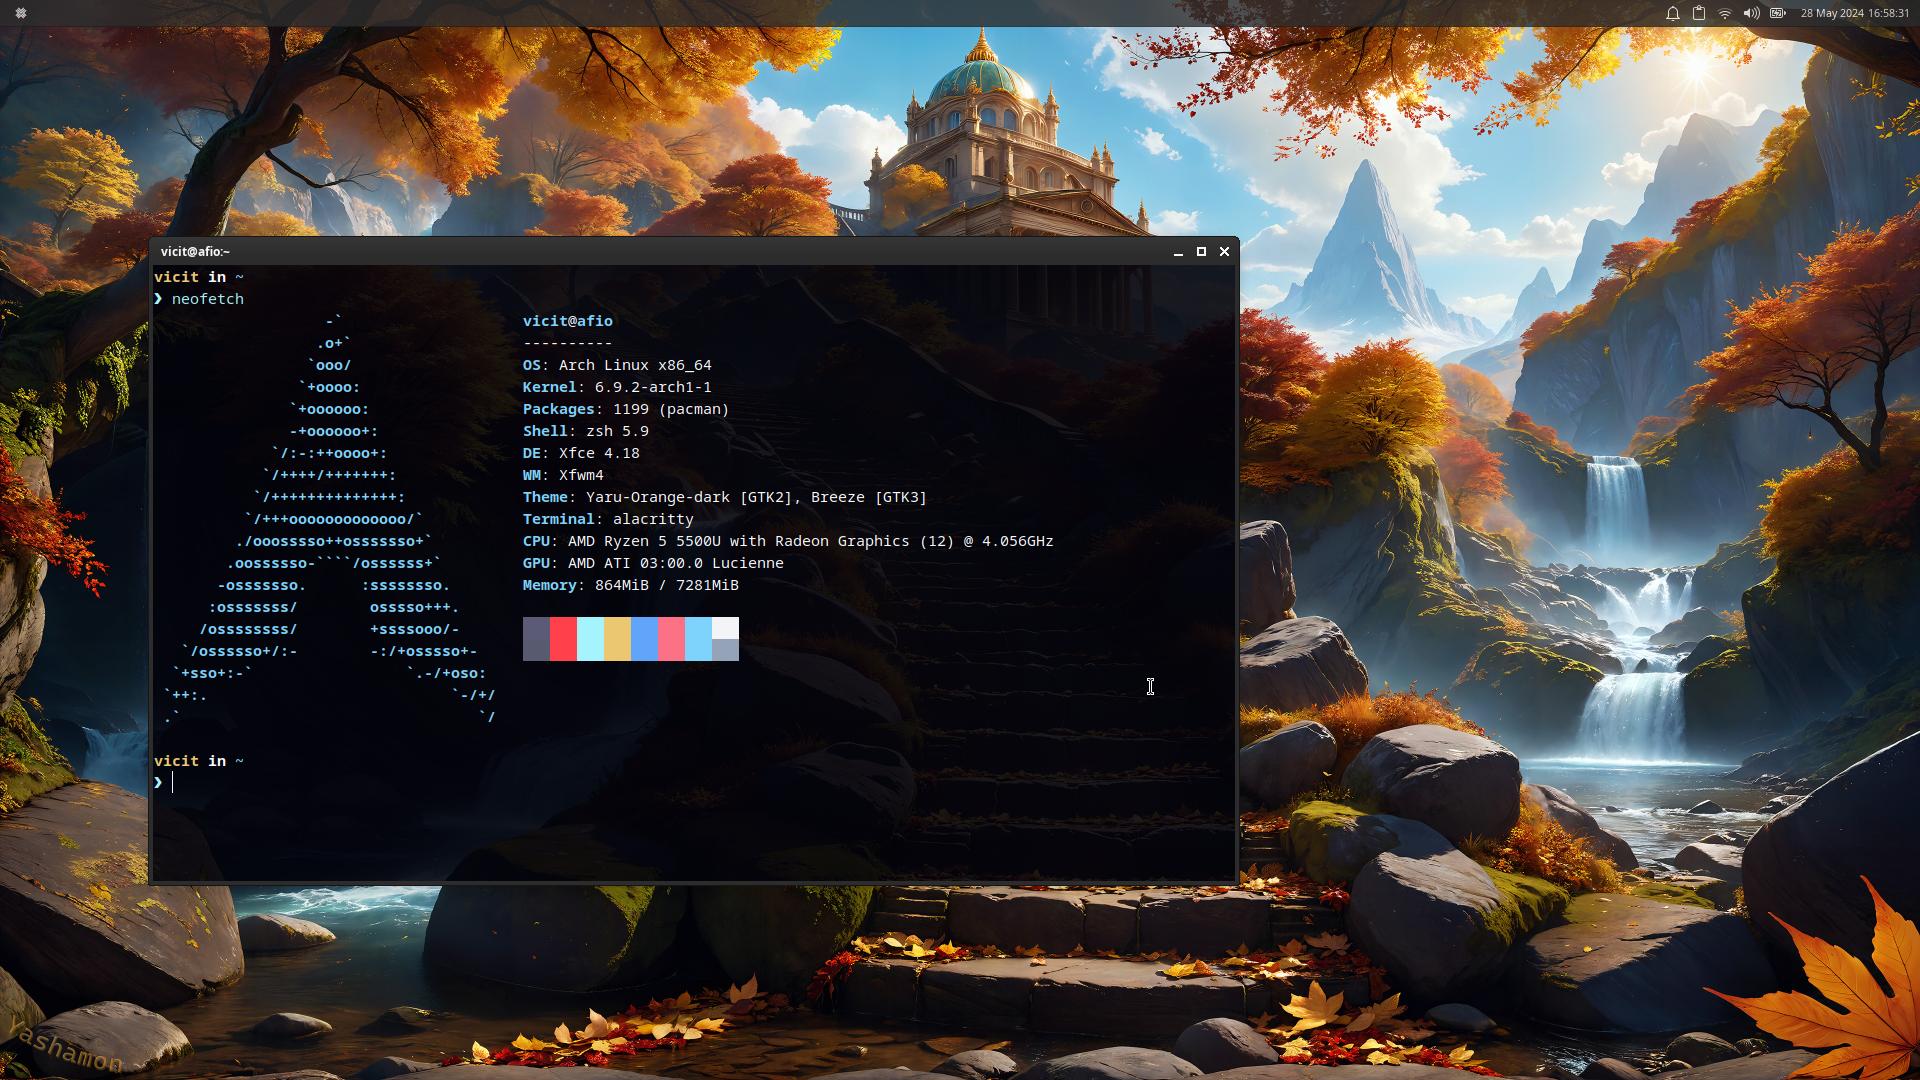 28 May 2024 16:58:31
vicit@afio:~
vicit in ~
❯ neofetch
-`
.o+`
`ooo/
`+oooo:
`+oooooo:
-+oooooo+:
`/:-:++oooo+:
`/++++/+++++++:
`/++++++++++++++:
`/+++ooooooooooooo/`
./ooosssso++osssssso+`
.oossssso-````/ossssss+`
-osssssso. :ssssssso.
:osssssss/ osssso+++.
/ossssssss/ +ssssooo/-
`/ossssso+/:- -:/+osssso+-
`+sso+:-` `.-/+oso:
`++:. `-/+/
.` `/
vicit@afio
----------
OS: Arch Linux x86_64
Kernel: 6.9.2-arch1-1
Packages: 1199 (pacman)
Shell: zsh 5.9
DE: Xfce 4.18
WM: Xfwm4
Theme: Yaru-Orange-dark [GTK2], Breeze [GTK3]
Terminal: alacritty
CPU: AMD Ryzen 5 5500U with Radeon Graphics (12) @ 4.056GHz
GPU: AMD ATI 03:00.0 Lucienne
Memory: 864MiB / 7281MiB
vicit in ~
❯
yashamon